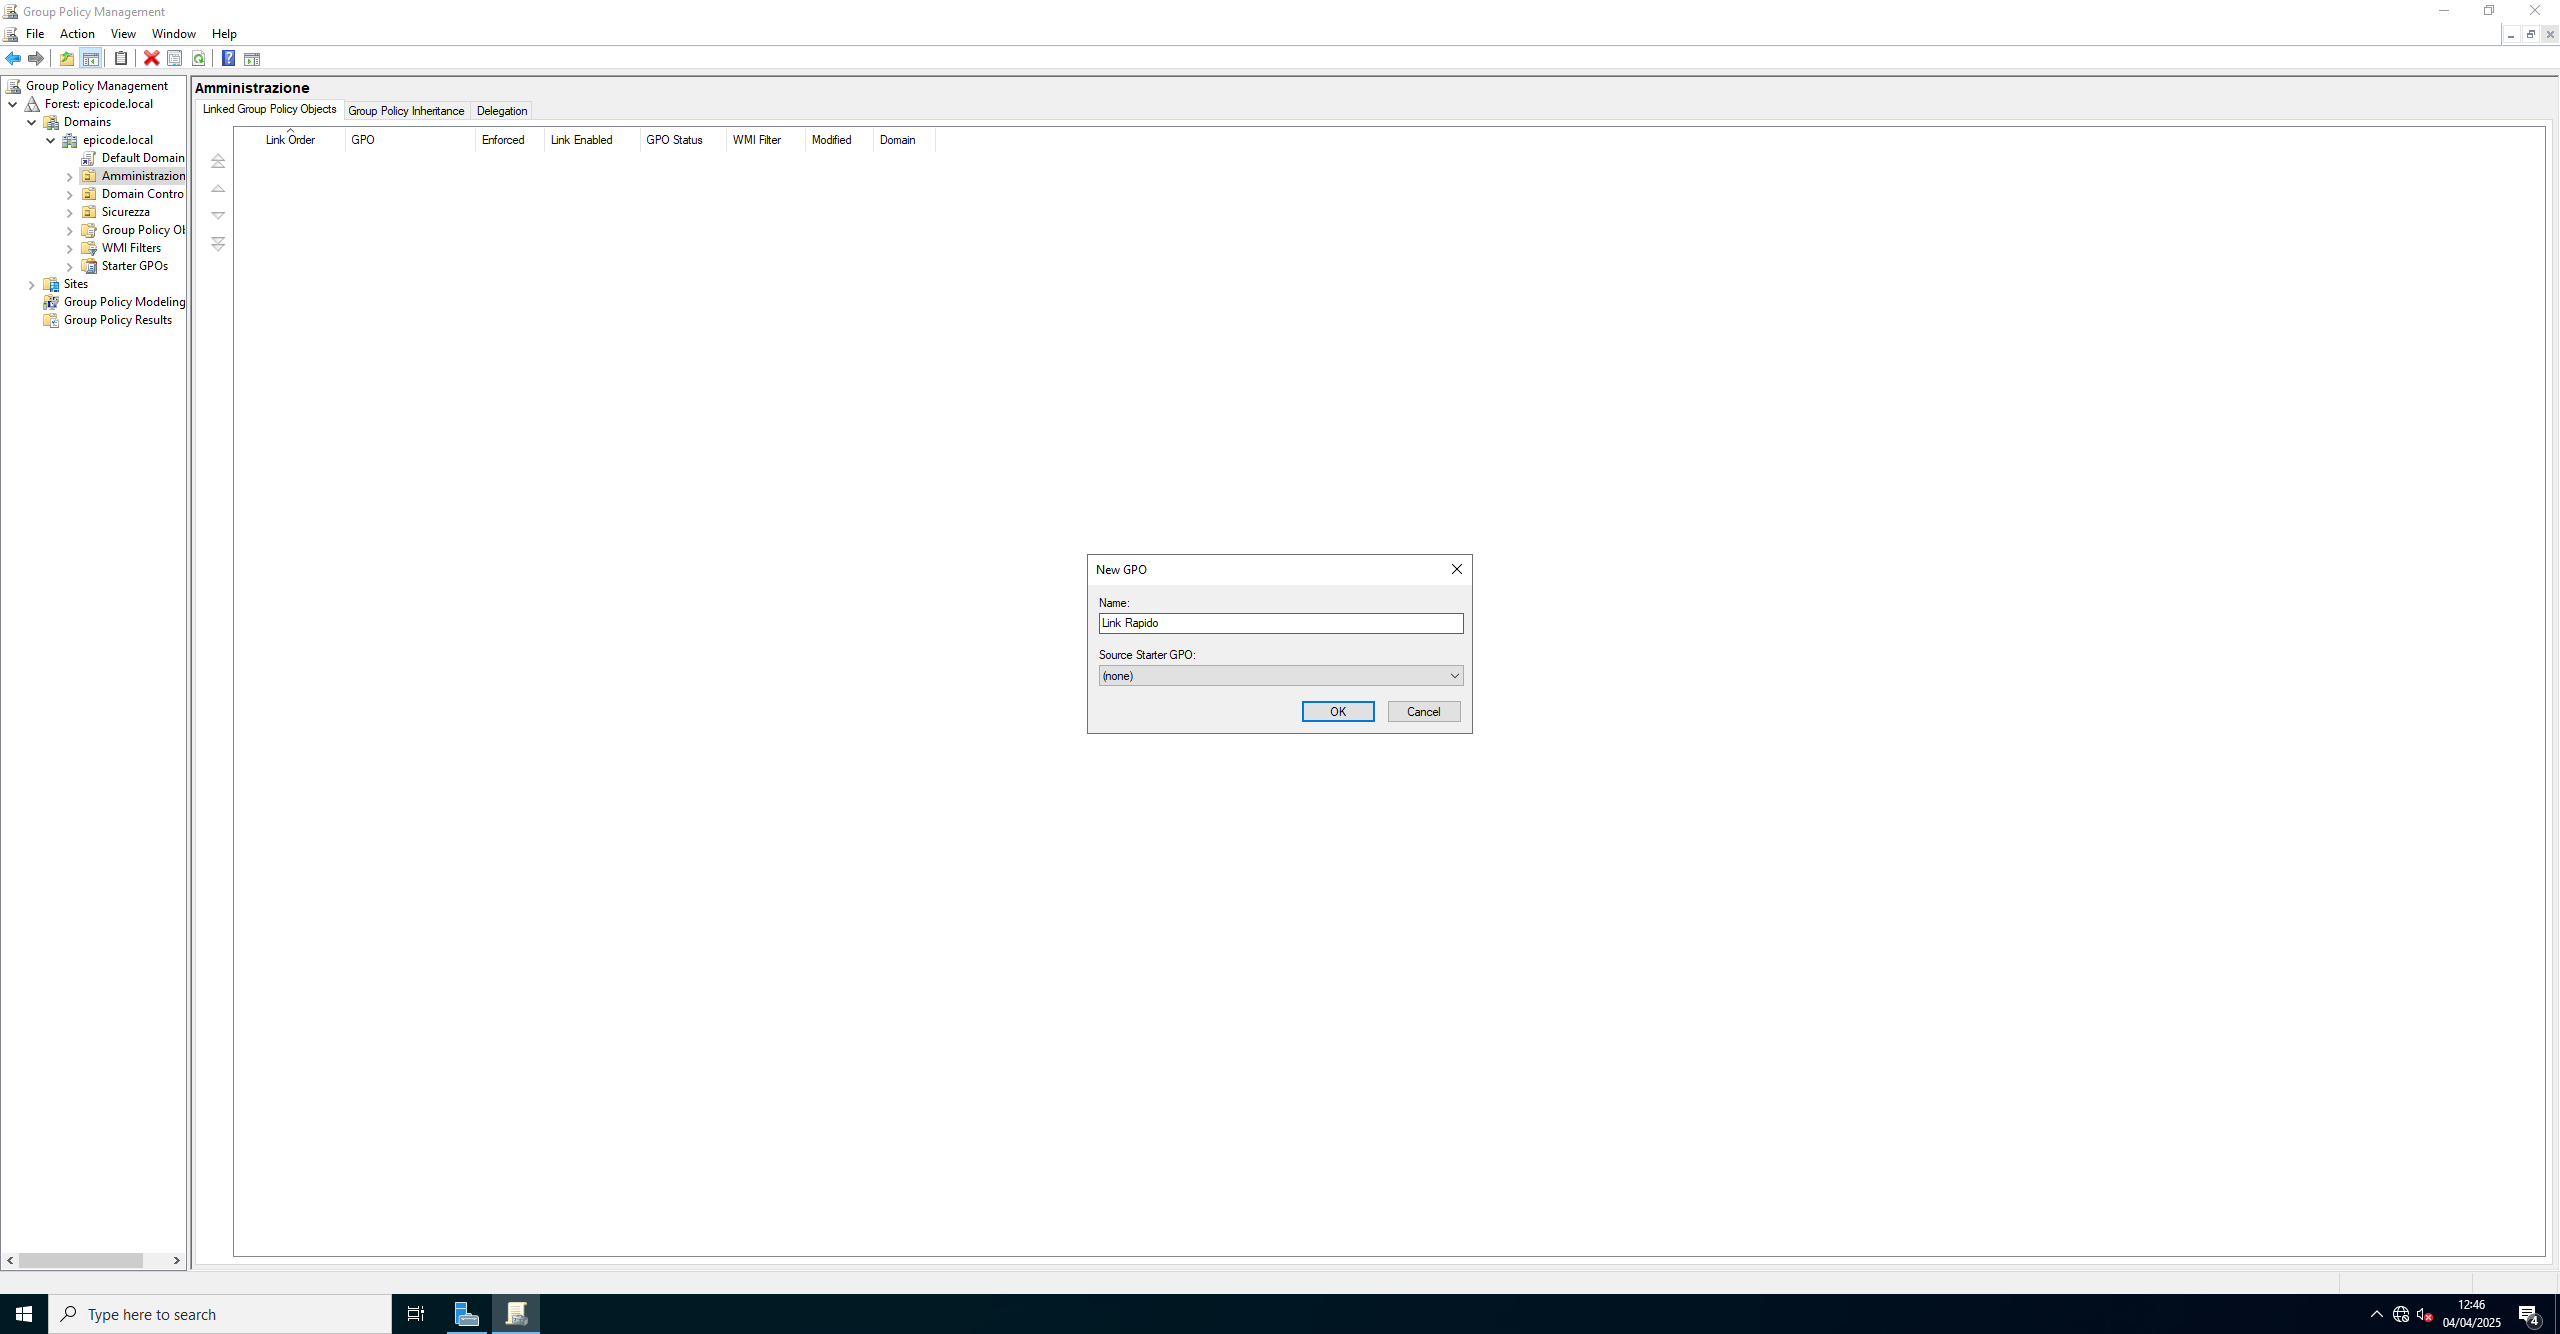 Group Policy Management
File Action View Window Help
Group Policy Management
Forest: epicode.local
Domains
epicode.local
Default Domain
Amministrazion
Domain Contro
Sicurezza
Group Policy Ob
WMI Filters
Starter GPOs
Sites
Group Policy Modeling
Group Policy Results
Amministrazione
Linked Group Policy Objects Group Policy Inheritance Delegation
Link Order GPO Enforced Link Enabled GPO Status WMI Filter Modified Domain
New GPO
Name:
Link Rapido
Source Starter GPO:
(none)
OK Cancel
Type here to search
12:46
04/04/2025
4